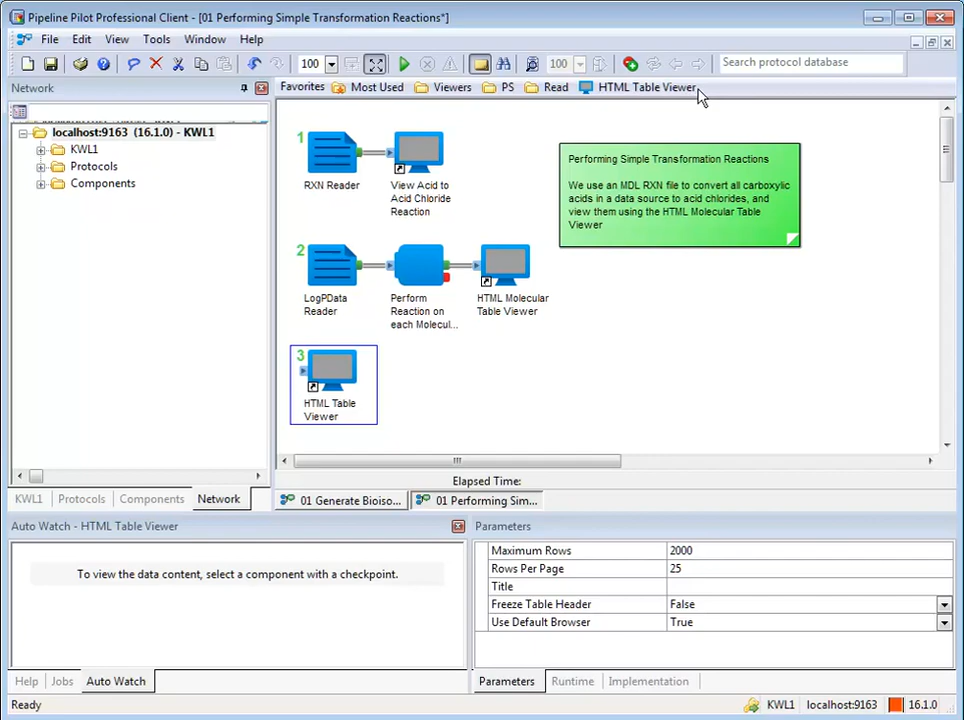 Pipeline Pilot Professional Client - [01 Performing Simple Transformation Reactions*]
File Edit View Tools Window Help
100 100 Search protocol database
Network
Favorites Most Used Viewers PS Read HTML Table Viewer
localhost:9163 (16.1.0) - KWL1
KWL1
Protocols
Components
1
RXN Reader
View Acid to
Acid Chloride
Reaction
Performing Simple Transformation Reactions
We use an MDL RXN file to convert all carboxylic
acids in a data source to acid chlorides, and
view them using the HTML Molecular Table
Viewer
2
LogPData
Reader
Perform
Reaction on
each Molecul...
HTML Molecular
Table Viewer
3
HTML Table
Viewer
Elapsed Time:
KWL1 Protocols Components Network
01 Generate Bioiso... 01 Performing Sim...
Auto Watch - HTML Table Viewer
To view the data content, select a component with a checkpoint.
Help Jobs Auto Watch
Parameters
Maximum Rows 2000
Rows Per Page 25
Title
Freeze Table Header False
Use Default Browser True
Parameters Runtime Implementation
Ready KWL1 localhost:9163 16.1.0